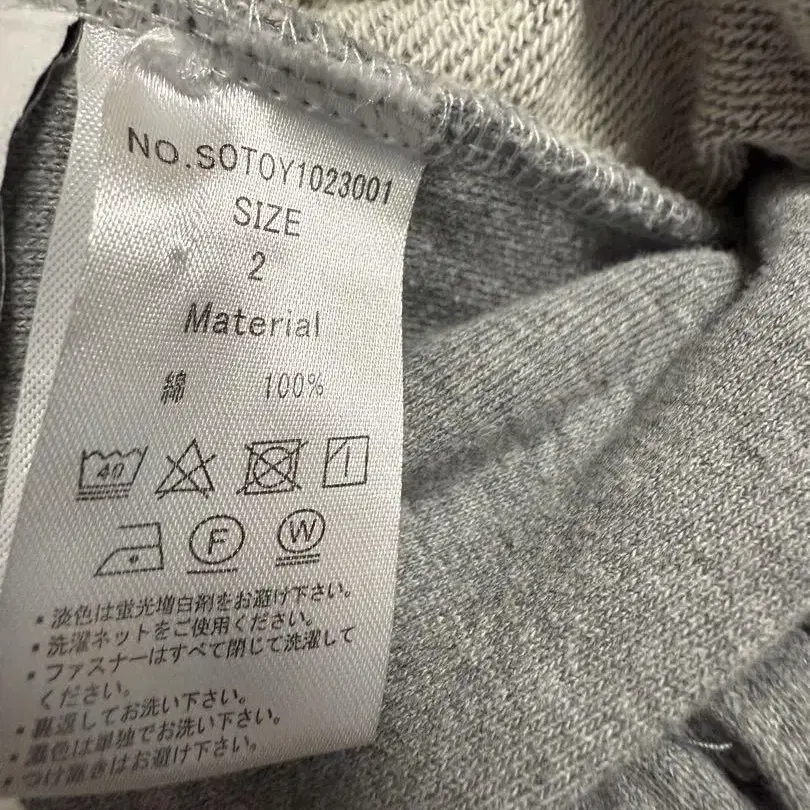 NO.SOTOY1023001
SIZE
2
Material
綿 100%
40
F
W
・淡色は蛍光増白剤をお避け下さい。
・洗濯ネットをご使用ください。
・ファスナーはすべて閉じて洗濯して
ください。
・裏返してお洗い下さい。
・濃色は単独でお洗い下さい。
・つけ置きはお避け下さい。